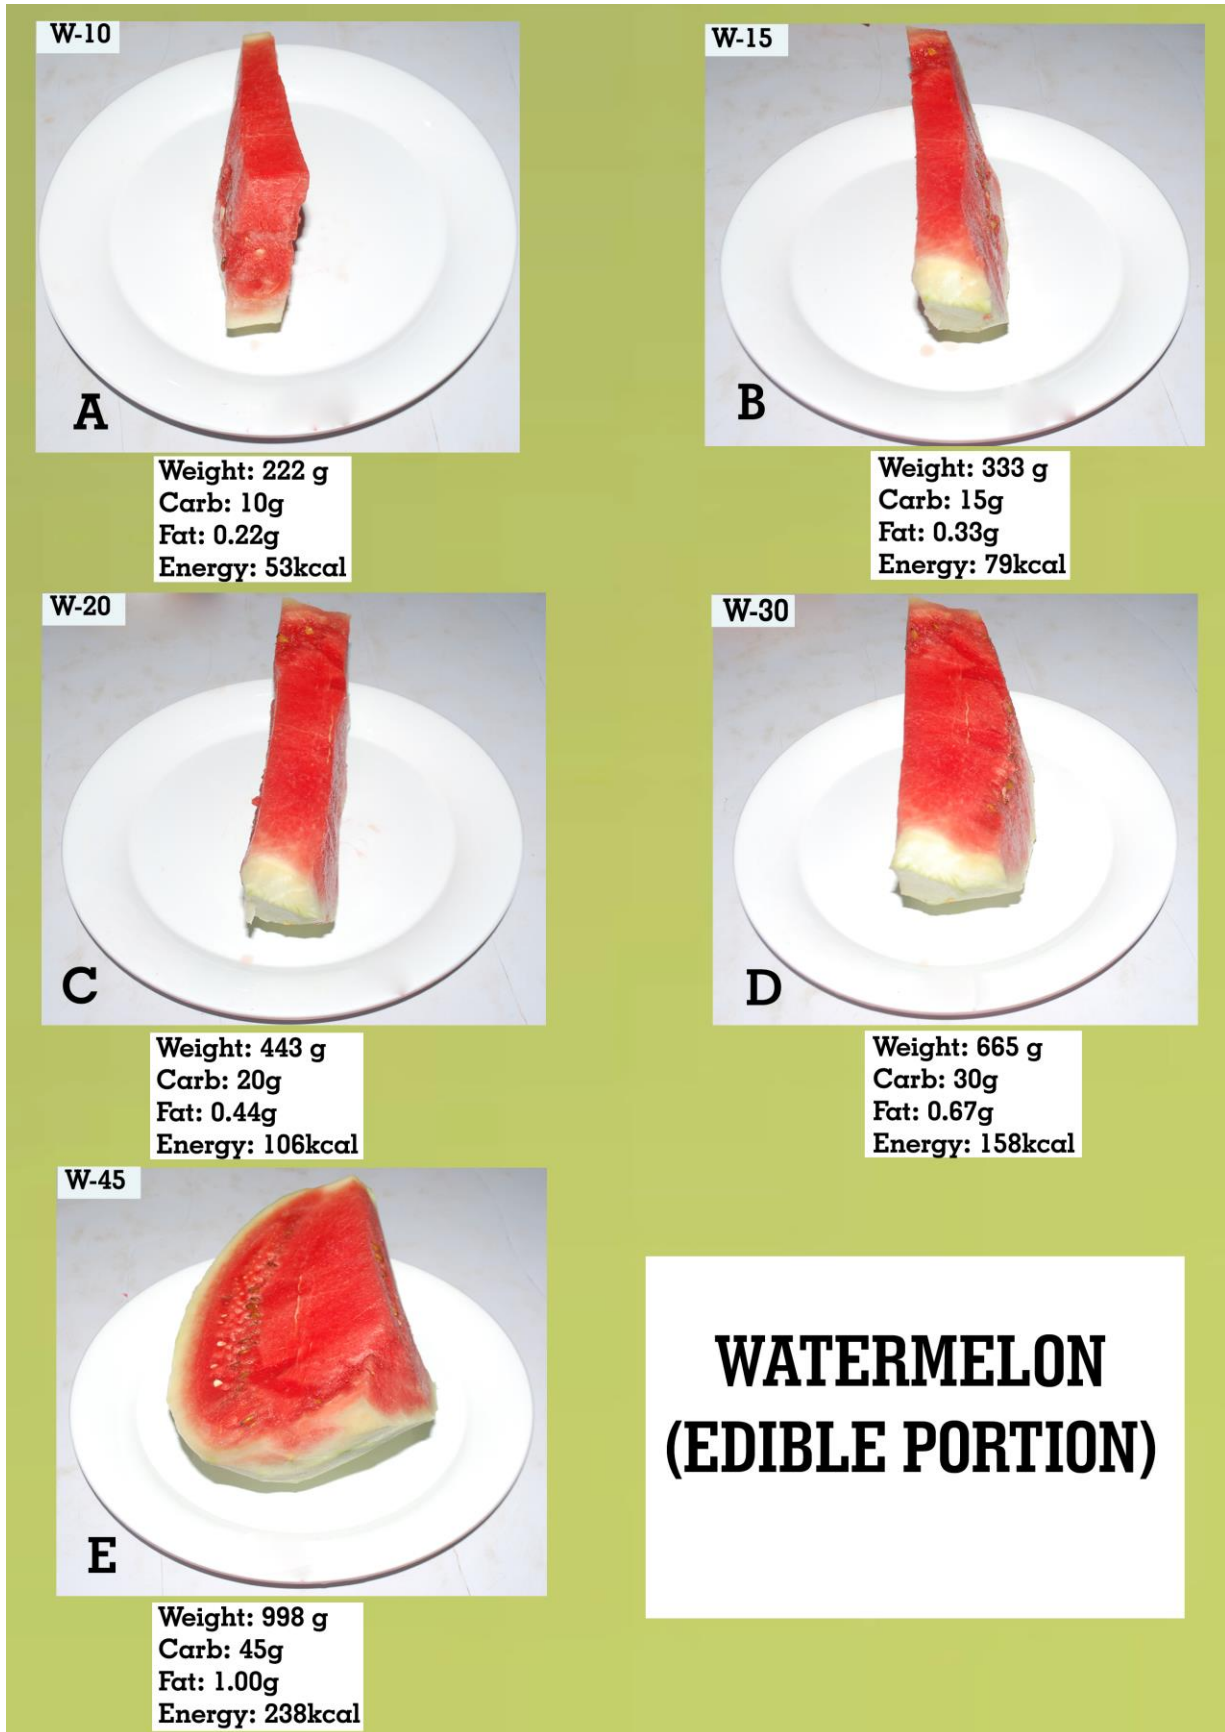 W-10
A
Weight: 222 g
Carb: 10g
Fat: 0.22g
Energy: 53kcal
W-15
B
Weight: 333 g
Carb: 15g
Fat: 0.33g
Energy: 79kcal
W-20
C
Weight: 443 g
Carb: 20g
Fat: 0.44g
Energy: 106kcal
W-30
D
Weight: 665 g
Carb: 30g
Fat: 0.67g
Energy: 158kcal
W-45
E
Weight: 998 g
Carb: 45g
Fat: 1.00g
Energy: 238kcal
WATERMELON
(EDIBLE PORTION)